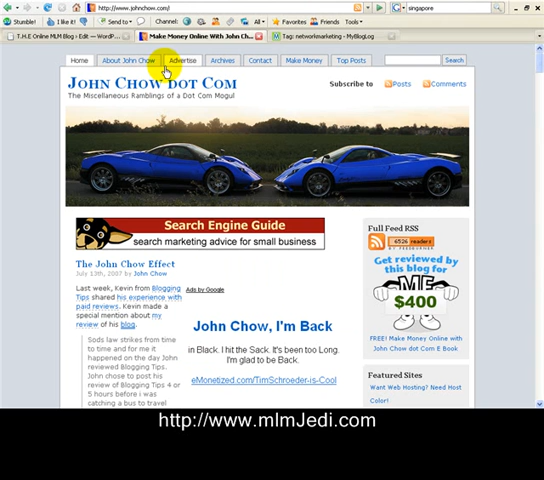 http://www.johnchow.com/
singapore
Stumble!
I like it!
Send to
Channel:
All
Favorites
Friends
Tools
T.H.E Online MLM Blog › Edit — WordP...
Make Money Online With John Ch...
Tag: networkmarketing - MyBlogLog
Home
About John Chow
Advertise
Archives
Contact
Make Money
Top Posts
Search
JOHN CHOW DOT COM
The Miscellaneous Ramblings of a Dot Com Mogul
Subscribe to
Posts
Comments
Search Engine Guide
search marketing advice for small business
The John Chow Effect
July 13th, 2007 by John Chow
Last week, Kevin from Blogging
Tips shared his experience with
paid reviews. Kevin made a
special mention about my
review of his blog.
Sods law strikes from time
to time and for me it
happened on the day John
reviewed Blogging Tips. John
chose to post his
review of Blogging Tips 4 or
5 hours before i was
catching a bus to travel
Ads by Google
John Chow, I'm Back
in Black. I hit the Sack. It's been too Long.
I'm glad to be Back.
eMonetized.com/TimSchroeder-is-Cool
Full Feed RSS
6526 readers
BY FEEDBURNER
Get reviewed
by this blog for
ME
$400
FREE! Make Money Online with
John Chow dot Com E Book
Featured Sites
Want Web Hosting? Need Host
Color!
http://www.mlmJedi.com